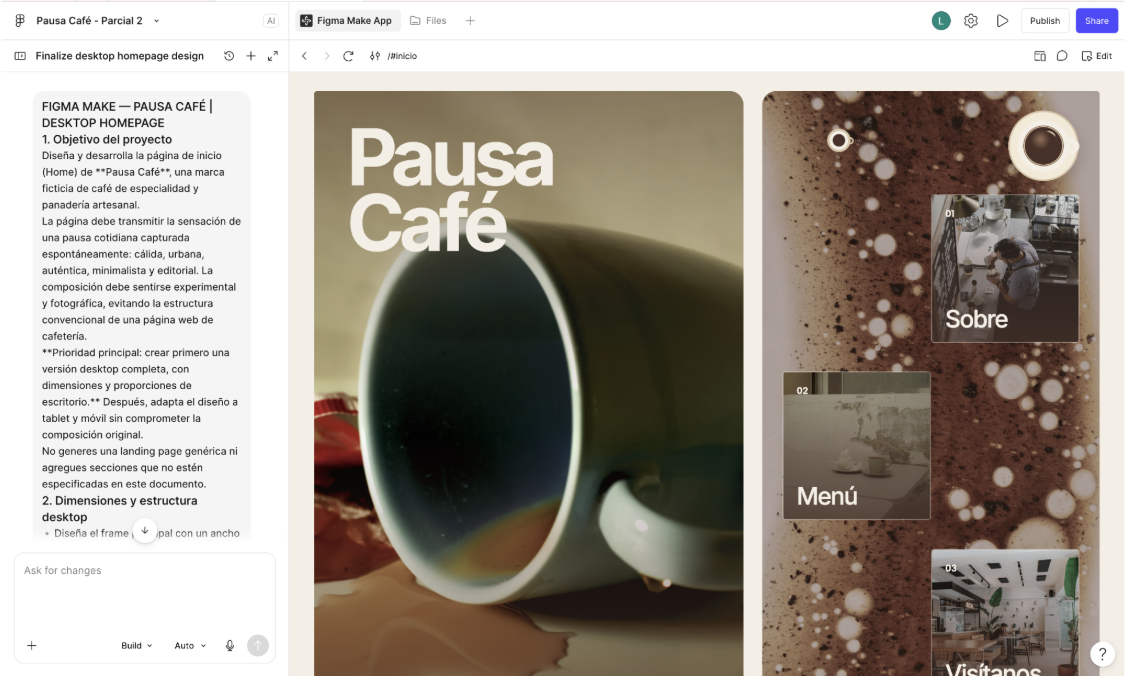 Pausa Café - Parcial 2
AI
Figma Make App
Files
L
Publish
Share
Finalize desktop homepage design
/#inicio
Edit
FIGMA MAKE — PAUSA CAFÉ |
DESKTOP HOMEPAGE
1. Objetivo del proyecto
Diseña y desarrolla la página de inicio
(Home) de **Pausa Café**, una marca
ficticia de café de especialidad y
panadería artesanal.
La página debe transmitir la sensación de
una pausa cotidiana capturada
espontáneamente: cálida, urbana,
auténtica, minimalista y editorial. La
composición debe sentirse experimental
y fotográfica, evitando la estructura
convencional de una página web de
cafetería.
**Prioridad principal: crear primero una
versión desktop completa, con
dimensiones y proporciones de
escritorio.** Después, adapta el diseño a
tablet y móvil sin comprometer la
composición original.
No generes una landing page genérica ni
agregues secciones que no estén
especificadas en este documento.
2. Dimensiones y estructura
desktop
• Diseña el frame pal con un ancho
Ask for changes
Build
Auto
Pausa
Café
01
Sobre
02
Menú
03
Visítanos
?